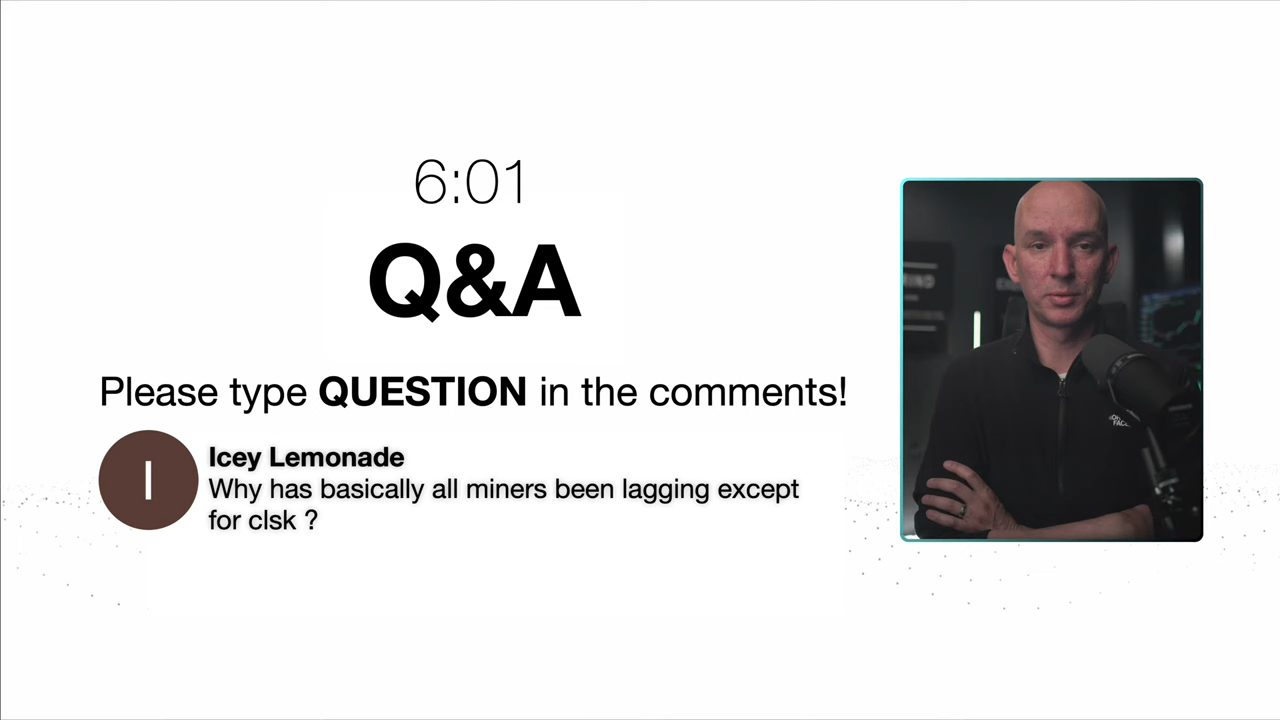 6:01
Q&A
Please type QUESTION in the comments!
I
Icey Lemonade
Why has basically all miners been lagging except
for clsk ?